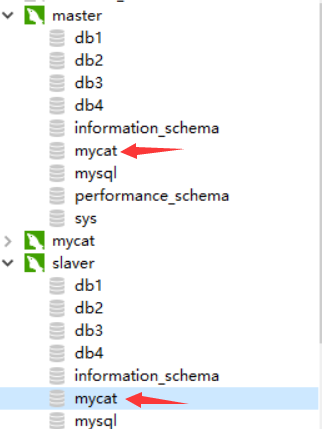 master
db1
db2
db3
db4
information_schema
mycat
mysql
performance_schema
sys
mycat
slaver
db1
db2
db3
db4
information_schema
mycat
mysql